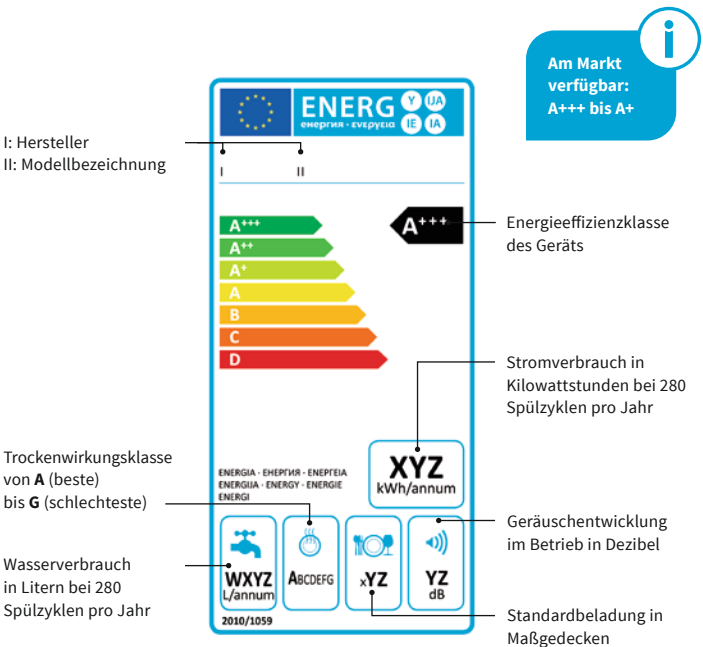 Am Markt
verfügbar:
A+++ bis A+
i
ENERG
енергия · ενεργεια
Y IJA
IE IA
I: Hersteller
II: Modellbezeichnung
I II
A+++
A++
A+
A
B
C
D
A+++
Energieeffizienzklasse
des Geräts
Stromverbrauch in
Kilowattstunden bei 280
Spülzyklen pro Jahr
XYZ
kWh/annum
Trockenwirkungsklasse
von A (beste)
bis G (schlechteste)
ENERGIA · ЕНЕРГИЯ · ΕΝΕΡΓΕΙΑ
ENERGIJA · ENERGY · ENERGIE
ENERGI
Geräuschentwicklung
im Betrieb in Dezibel
Wasserverbrauch
in Litern bei 280
Spülzyklen pro Jahr
WXYZ
L/annum
ABCDEFG
xYZ
YZ
dB
Standardbeladung in
Maßgedecken
2010/1059